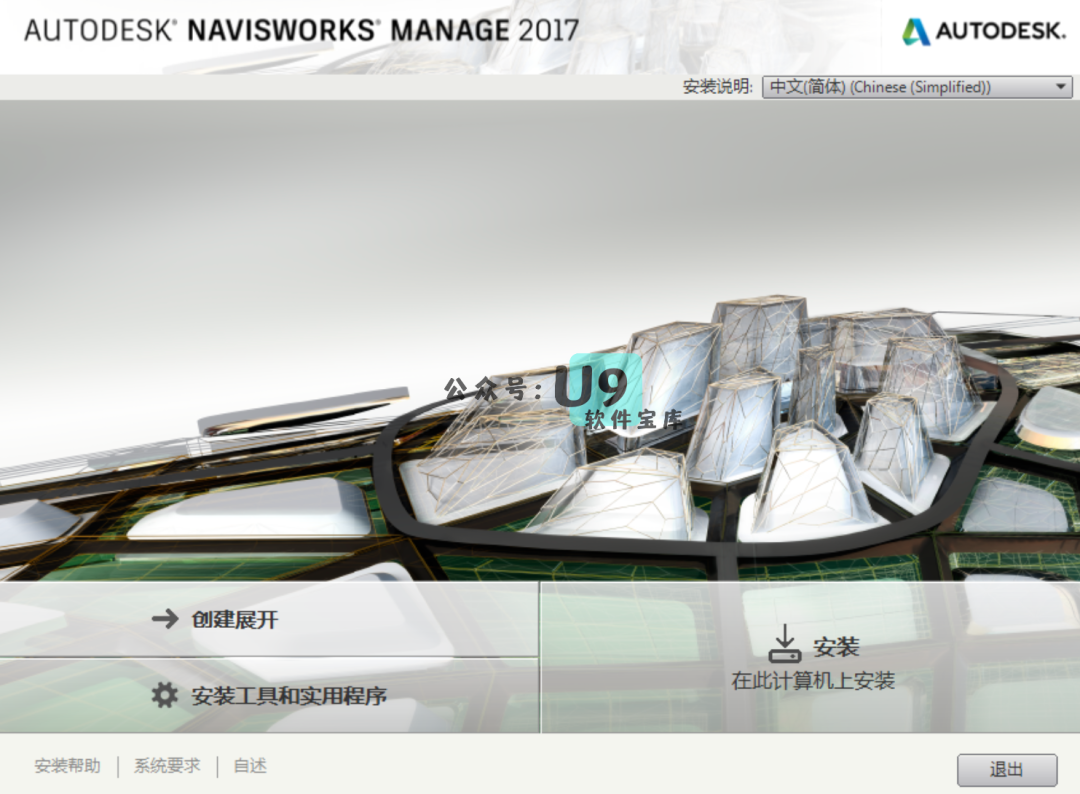 AUTODESK® NAVISWORKS® MANAGE 2017
AUTODESK.
安装说明: 中文(简体) (Chinese (Simplified))
公众号: U9
软件宝库
创建展开
安装工具和实用程序
安装
在此计算机上安装
安装帮助 | 系统要求 | 自述
退出